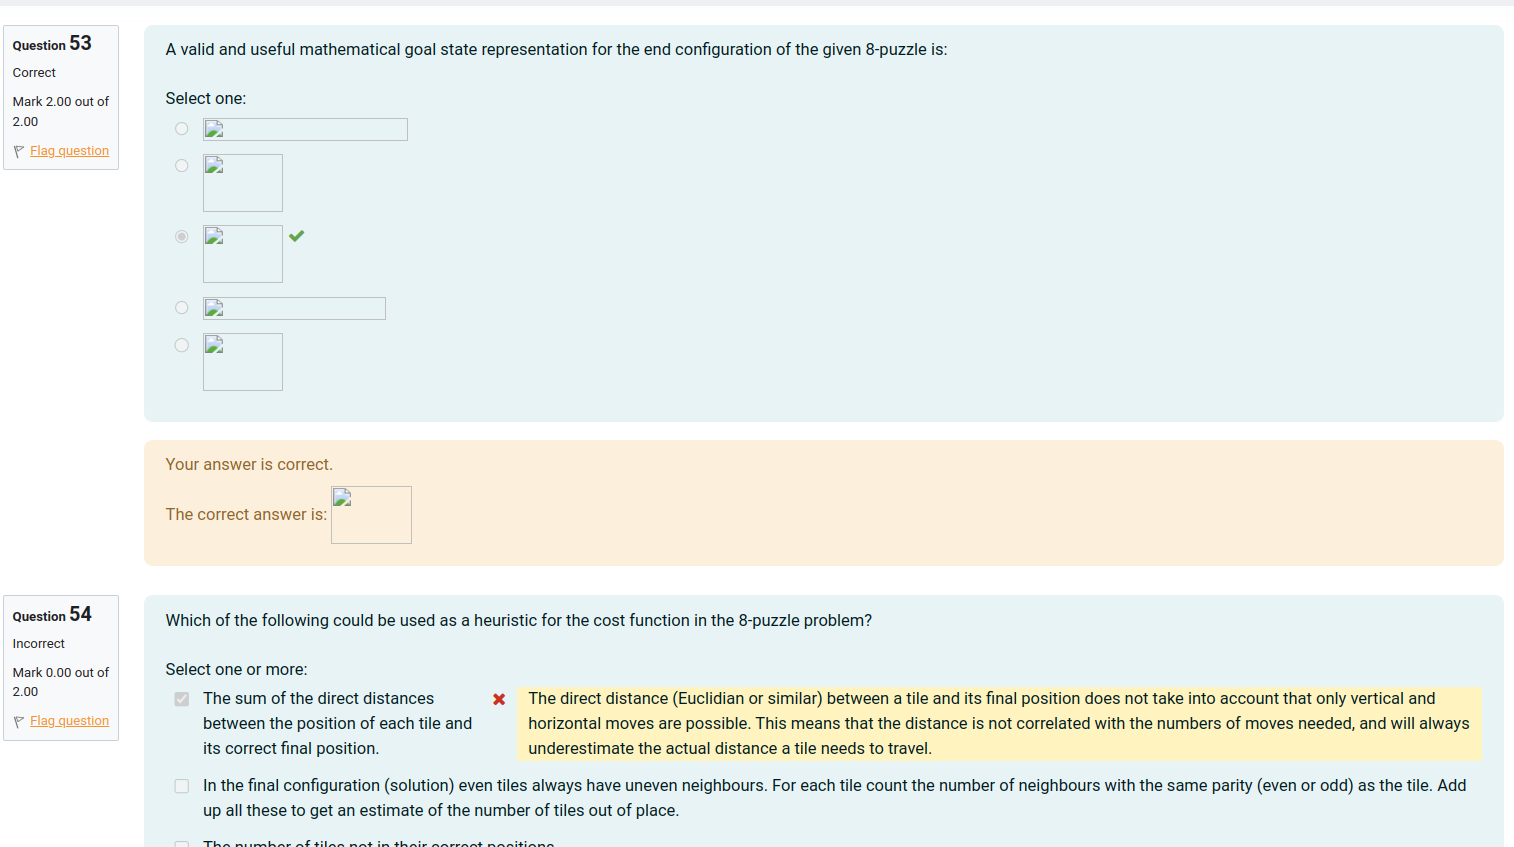 Question 53
Correct
Mark 2.00 out of
2.00
Flag question
A valid and useful mathematical goal state representation for the end configuration of the given 8-puzzle is:
Select one:
Your answer is correct.
The correct answer is:
Question 54
Incorrect
Mark 0.00 out of
2.00
Flag question
Which of the following could be used as a heuristic for the cost function in the 8-puzzle problem?
Select one or more:
The sum of the direct distances
between the position of each tile and
its correct final position.
The direct distance (Euclidian or similar) between a tile and its final position does not take into account that only vertical and
horizontal moves are possible. This means that the distance is not correlated with the numbers of moves needed, and will always
underestimate the actual distance a tile needs to travel.
In the final configuration (solution) even tiles always have uneven neighbours. For each tile count the number of neighbours with the same parity (even or odd) as the tile. Add
up all these to get an estimate of the number of tiles out of place.
The number of tiles not in their correct positions